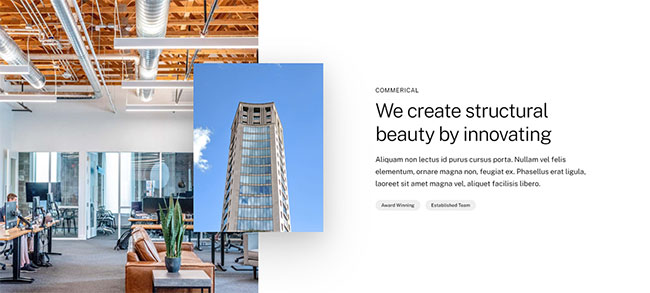 COMMERICAL
We create structural
beauty by innovating
Aliquam non lectus id purus cursus porta. Nullam vel felis
elementum, ornare magna non, feugiat ex. Phasellus erat ligula,
laoreet sit amet magna vel, aliquet facilisis libero.
Award Winning
Established Team